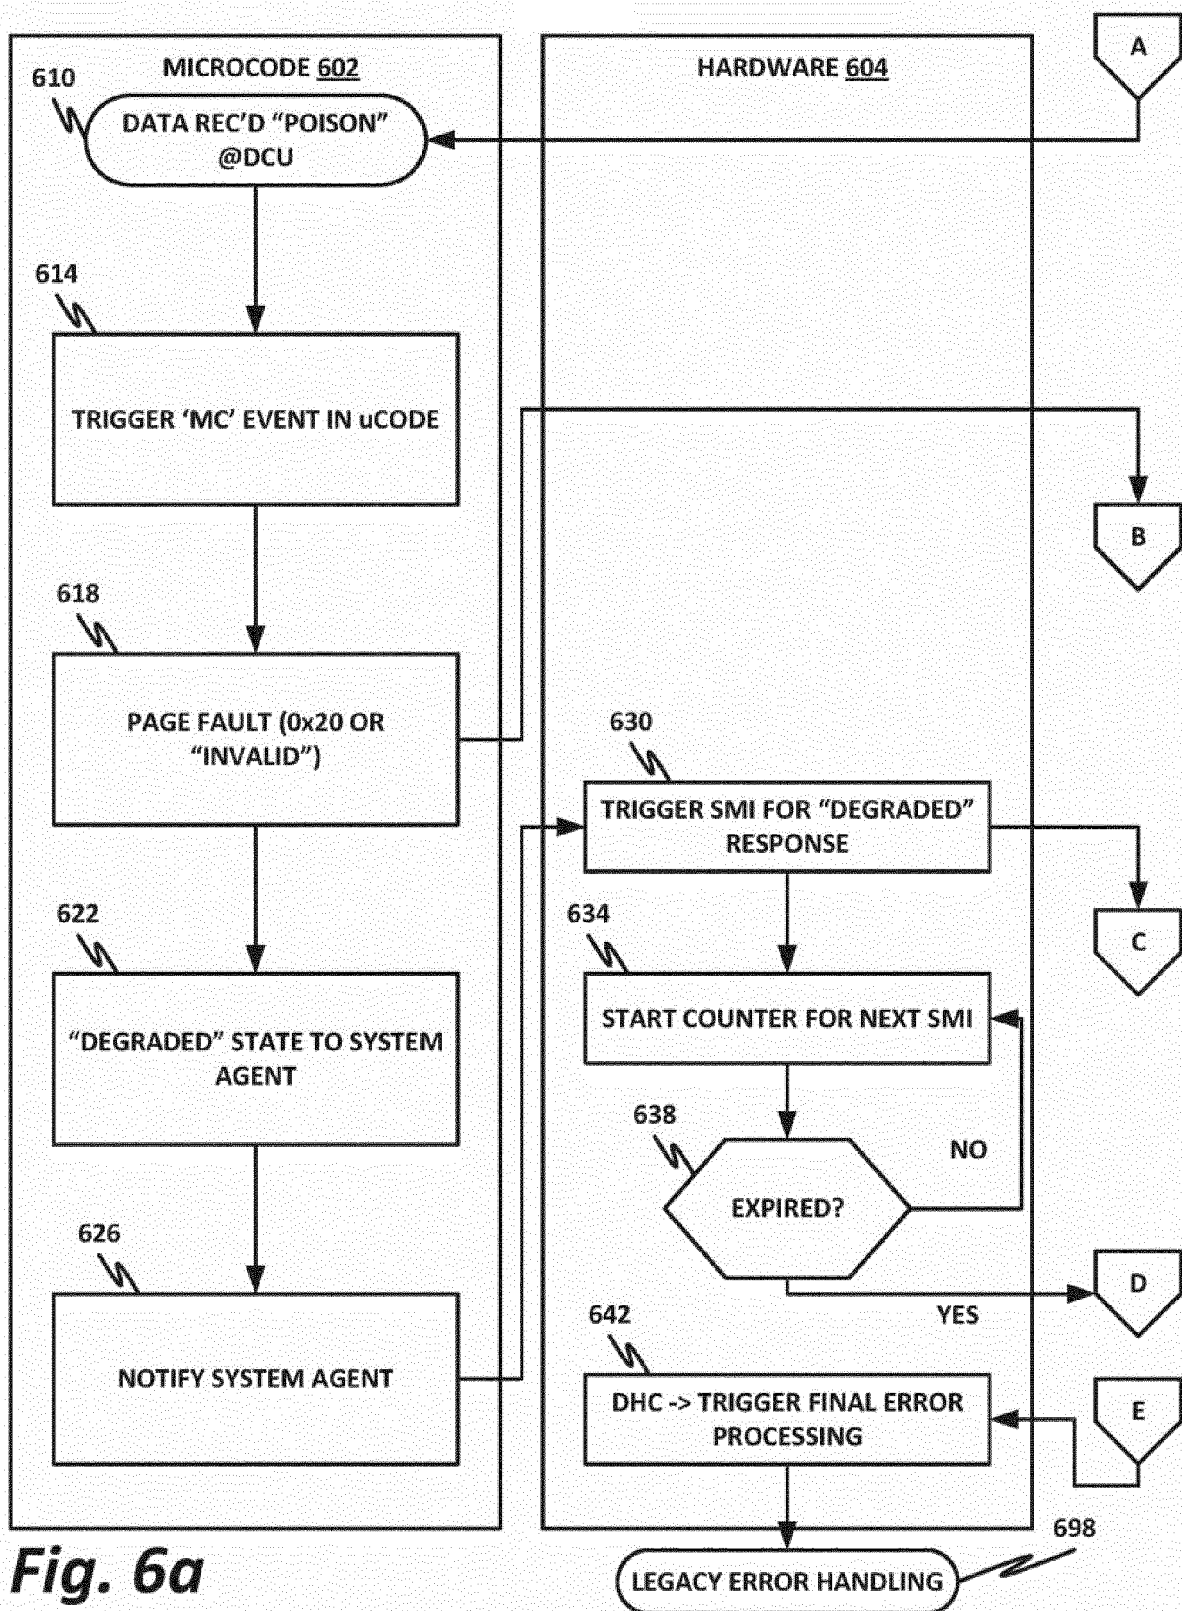 MICROCODE 602
610
DATA REC'D “POISON”
@DCU
614
TRIGGER ‘MC’ EVENT IN uCODE
618
PAGE FAULT (0x20 OR
“INVALID”)
622
“DEGRADED” STATE TO SYSTEM
AGENT
626
NOTIFY SYSTEM AGENT
HARDWARE 604
630
TRIGGER SMI FOR “DEGRADED”
RESPONSE
634
START COUNTER FOR NEXT SMI
638
EXPIRED?
NO
YES
642
DHC -> TRIGGER FINAL ERROR
PROCESSING
698
LEGACY ERROR HANDLING
A
B
C
D
E
Fig. 6a